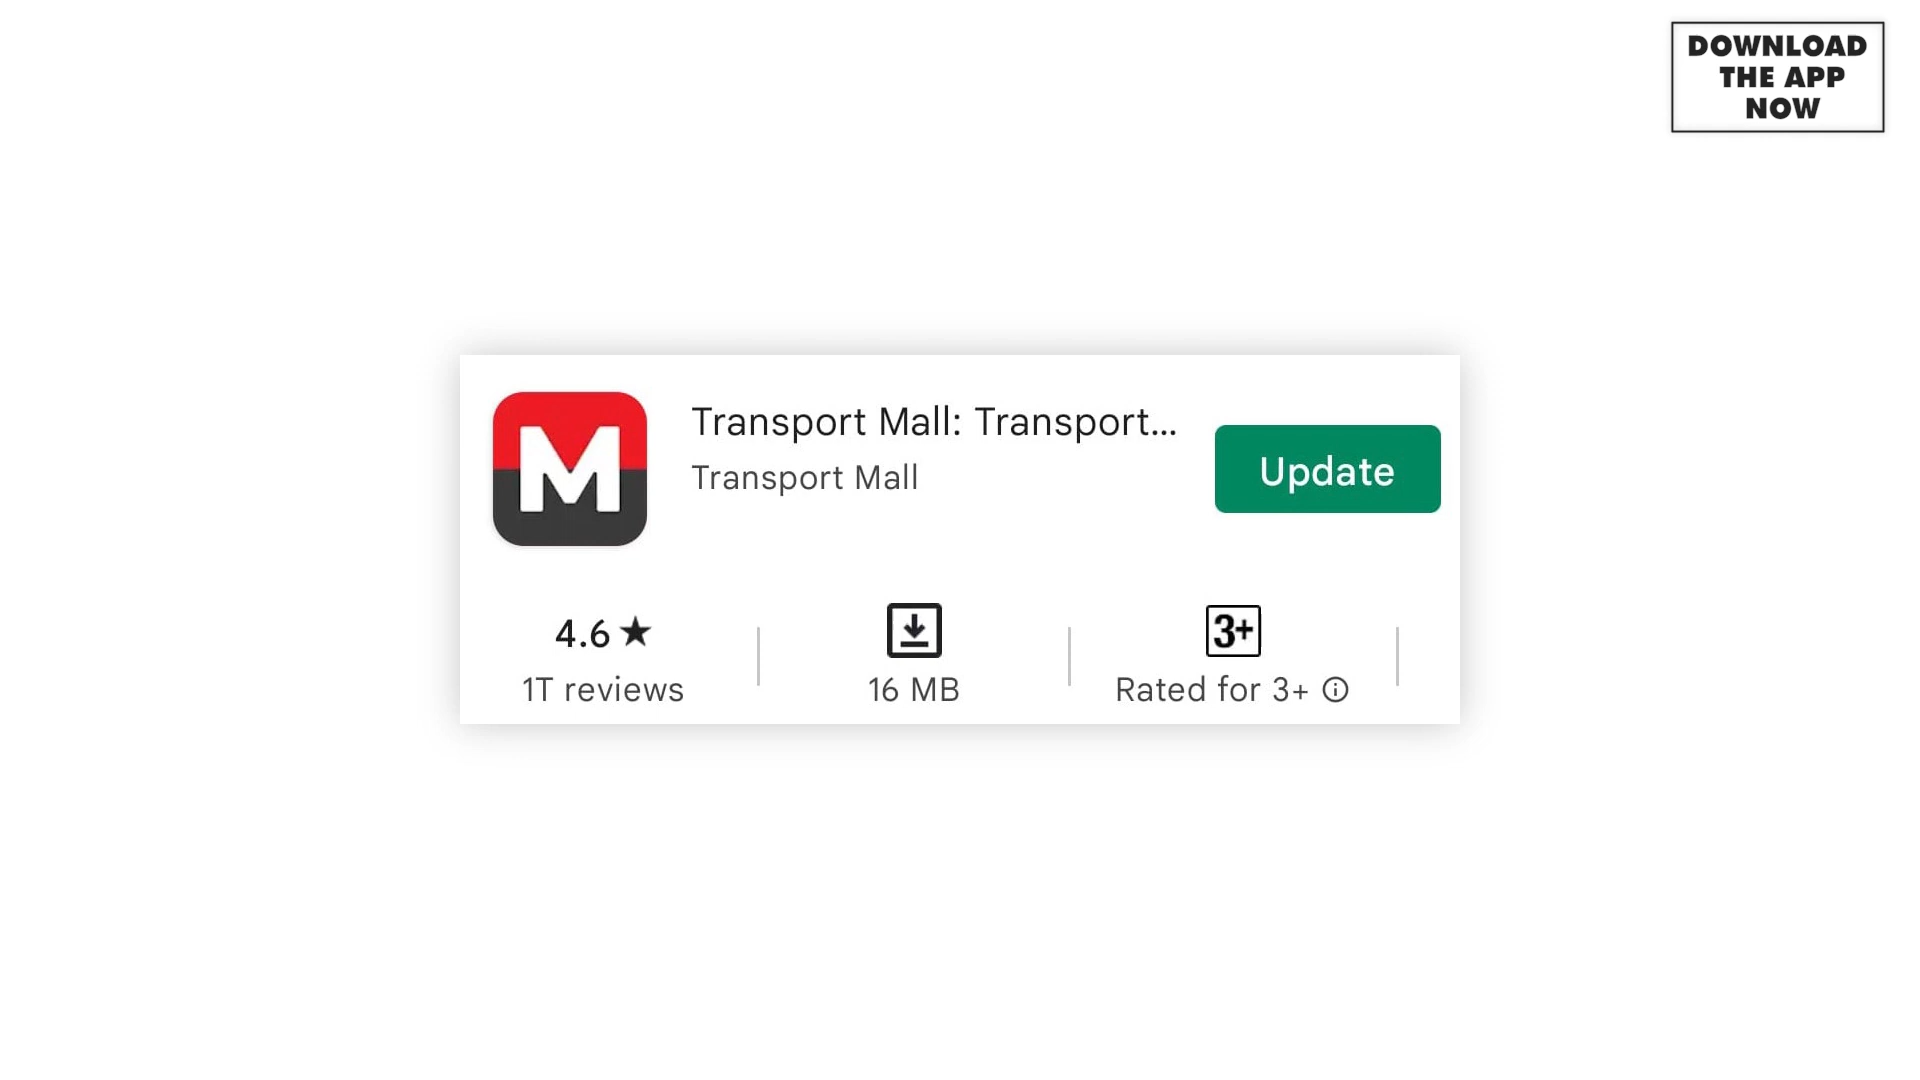 DOWNLOAD
THE APP
NOW
M
Transport Mall: Transport...
Transport Mall
Update
4.6 ★
1T reviews
16 MB
3+
Rated for 3+